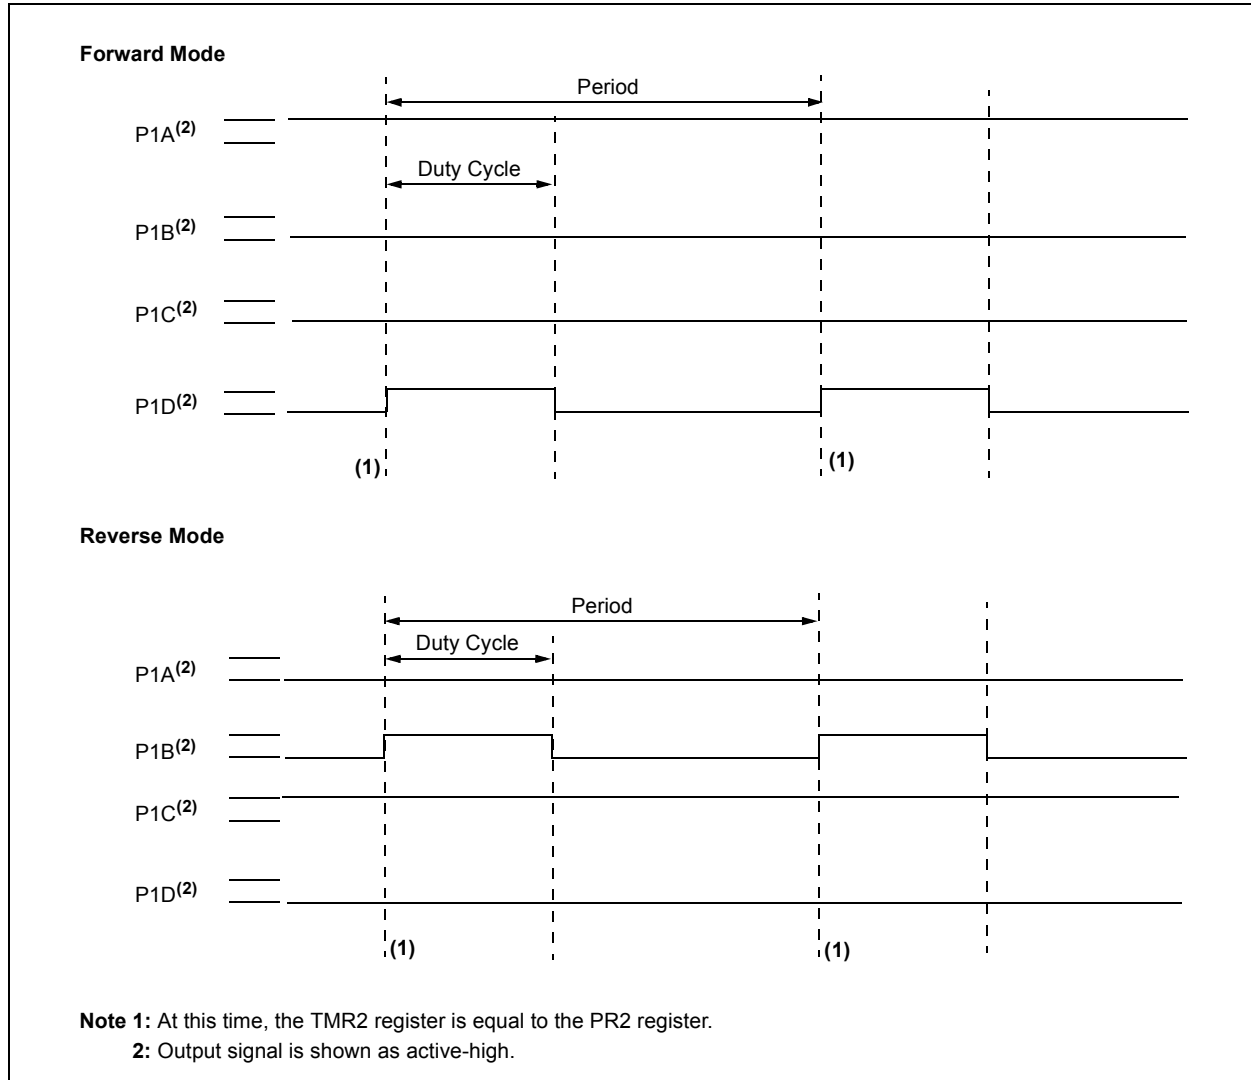 Forward Mode
Period
P1A(2)
Duty Cycle
P1B(2)
P1C(2)
P1D(2)
(1)
(1)
Reverse Mode
Period
Duty Cycle
P1A(2)
P1B(2)
P1C(2)
P1D(2)
(1)
(1)
Note 1: At this time, the TMR2 register is equal to the PR2 register.
2: Output signal is shown as active-high.